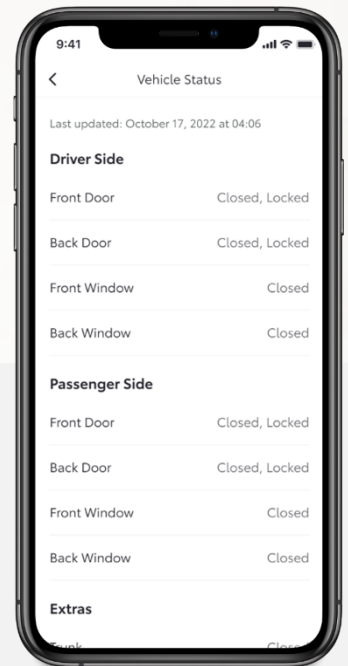 9:41
Vehicle Status
Last updated: October 17, 2022 at 04:06
Driver Side
Front Door Closed, Locked
Back Door Closed, Locked
Front Window Closed
Back Window Closed
Passenger Side
Front Door Closed, Locked
Back Door Closed, Locked
Front Window Closed
Back Window Closed
Extras
Trunk